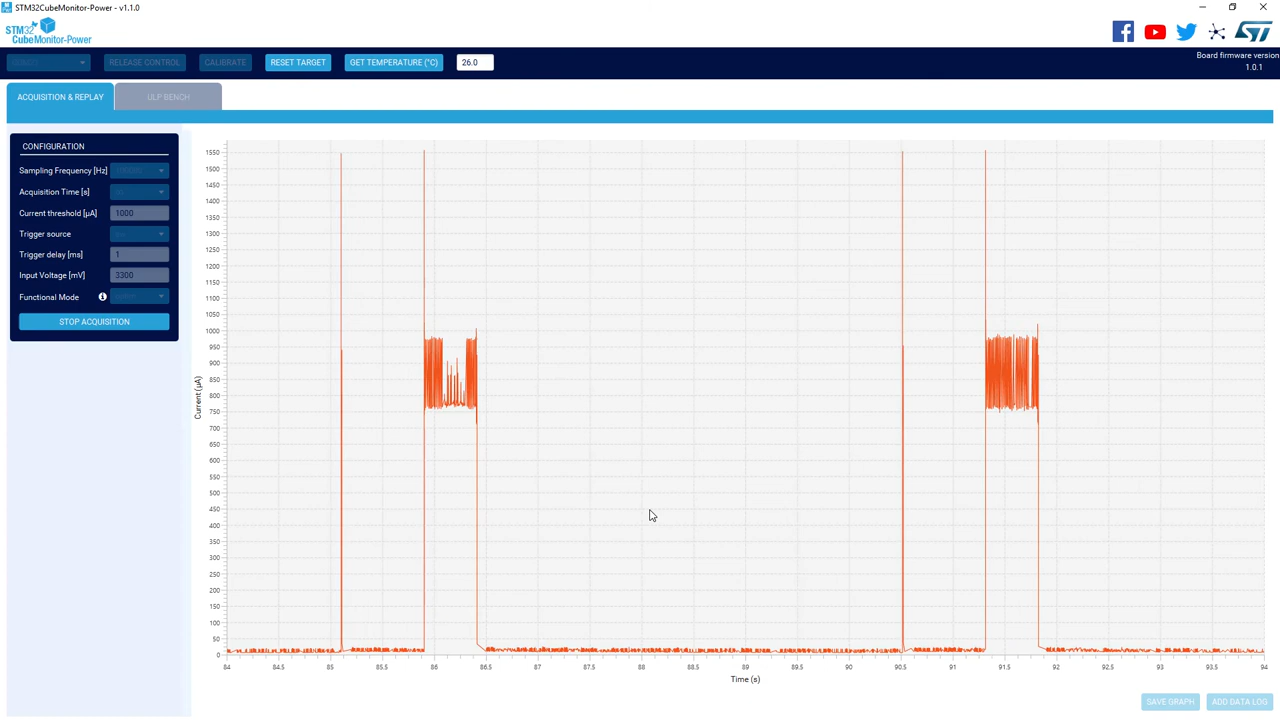 STM32CubeMonitor-Power - v1.1.0
STM32
CubeMonitor-Power
RELEASE CONTROL
CALIBRATE
RESET TARGET
GET TEMPERATURE (°C)
26.0
Board firmware version
1.0.1
ACQUISITION & REPLAY
ULP BENCH
CONFIGURATION
Sampling Frequency [Hz]
Acquisition Time [s]
Current threshold [µA]
1000
Trigger source
Trigger delay [ms]
1
Input Voltage [mV]
3300
Functional Mode
STOP ACQUISITION
1550
1500
1450
1400
1350
1300
1250
1200
1150
1100
1050
1000
950
900
850
800
750
700
650
600
550
500
450
400
350
300
250
200
150
100
50
0
Current (µA)
84 84.5 85 85.5 86 86.5 87 87.5 88 88.5 89 89.5 90 90.5 91 91.5 92 92.5 93 93.5 94
Time (s)
SAVE GRAPH
ADD DATA LOG